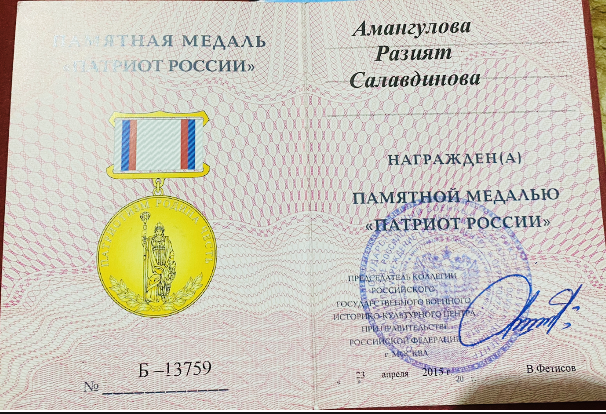 ПАМЯТНАЯ МЕДАЛЬ
«ПАТРИОТ РОССИИ»
№ Б –13759
Амангулова
Разият
Салавдинова
НАГРАЖДЕН(А)
ПАМЯТНОЙ МЕДАЛЬЮ
«ПАТРИОТ РОССИИ»
ПРЕДСЕДАТЕЛЬ КОЛЛЕГИИ
РОССИЙСКОГО
ГОСУДАРСТВЕННОГО ВОЕННОГО
ИСТОРИКО-КУЛЬТУРНОГО ЦЕНТРА
ПРИ ПРАВИТЕЛЬСТВЕ
РОССИЙСКОЙ ФЕДЕРАЦИИ
г. МОСКВА
« 23 апреля 2015 г 20
В Фетисов